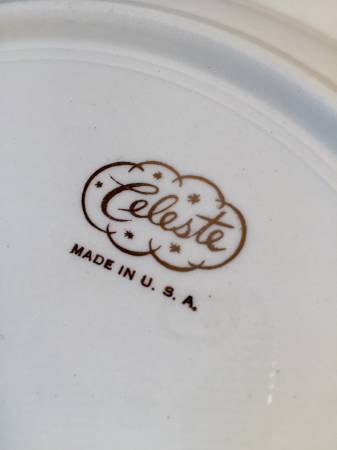 Celeste
MADE IN U. S. A.